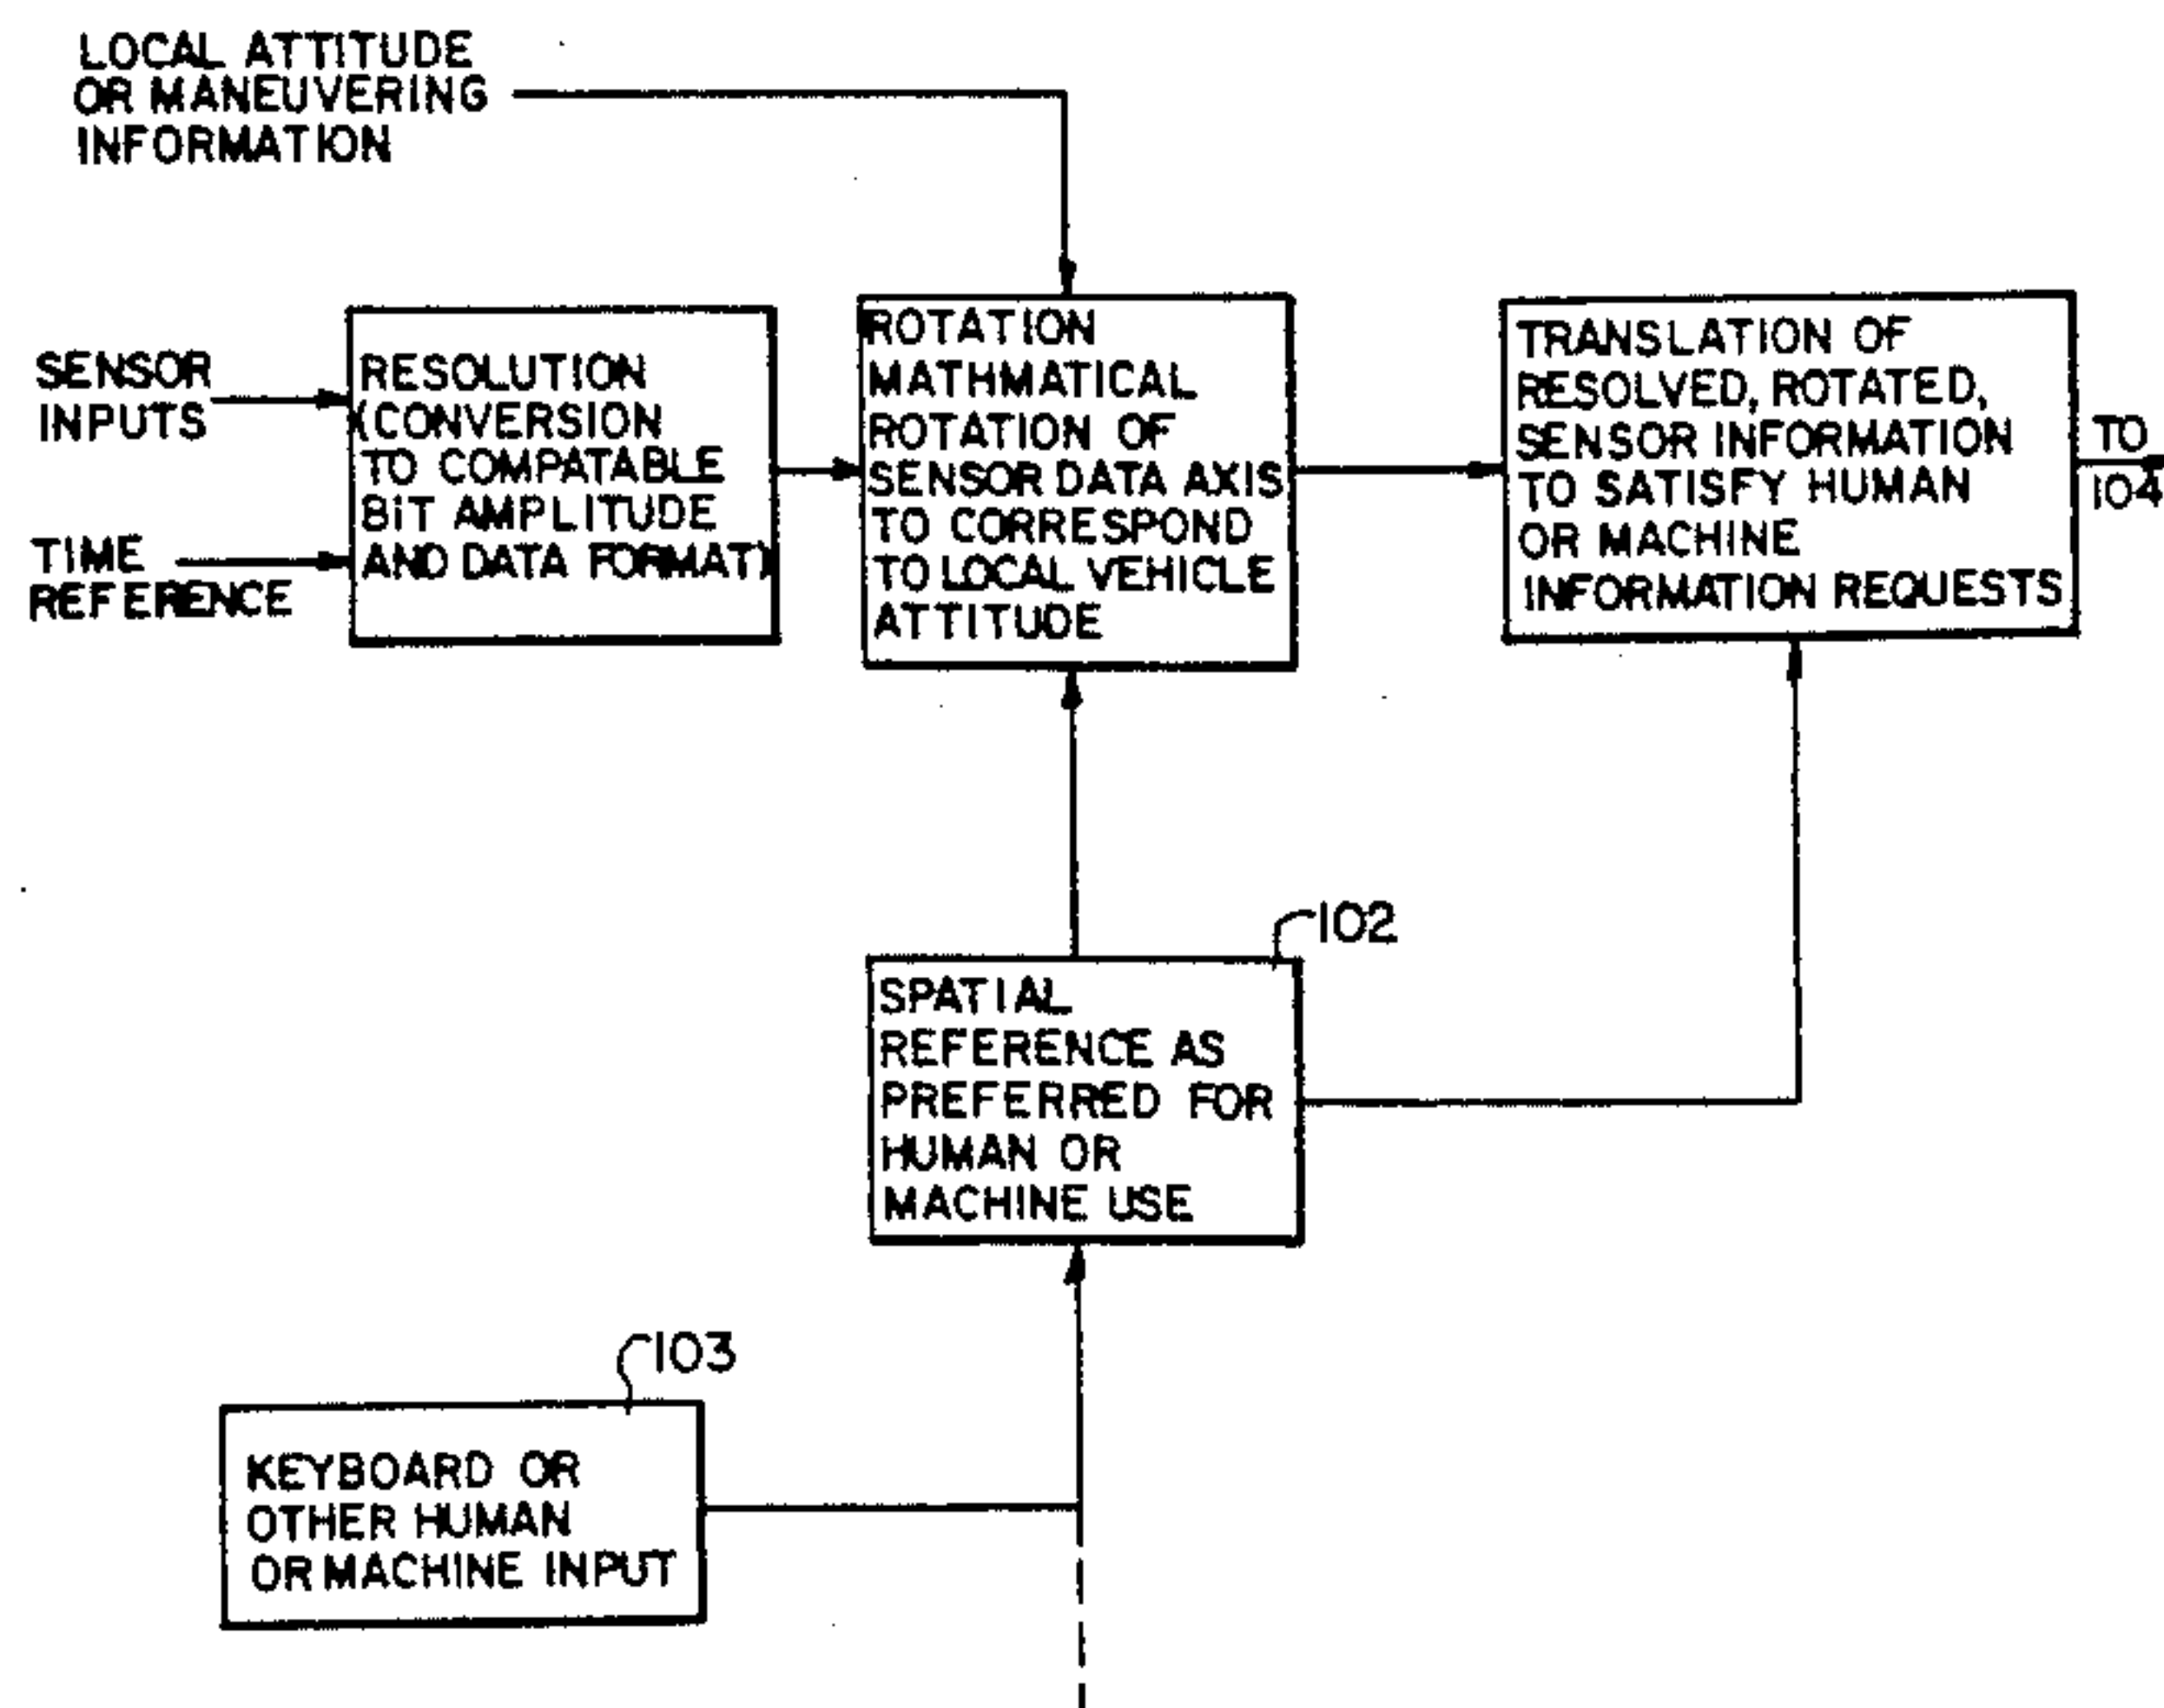 LOCAL ATTITUDE
OR MANEUVERING
INFORMATION
SENSOR
INPUTS
TIME
REFERENCE
RESOLUTION
(CONVERSION
TO COMPATABLE
BiT AMPLITUDE
AND DATA FORMAT)
ROTATION
MATHMATICAL
ROTATION OF
SENSOR DATA AXIS
TO CORRESPOND
TO LOCAL VEHICLE
ATTITUDE
TRANSLATION OF
RESOLVED, ROTATED,
SENSOR INFORMATION
TO SATISFY HUMAN
OR MACHINE
INFORMATION REQUESTS
TO
104
102
SPATIAL
REFERENCE AS
PREFERRED FOR
HUMAN OR
MACHINE USE
103
KEYBOARD OR
OTHER HUMAN
OR MACHINE INPUT